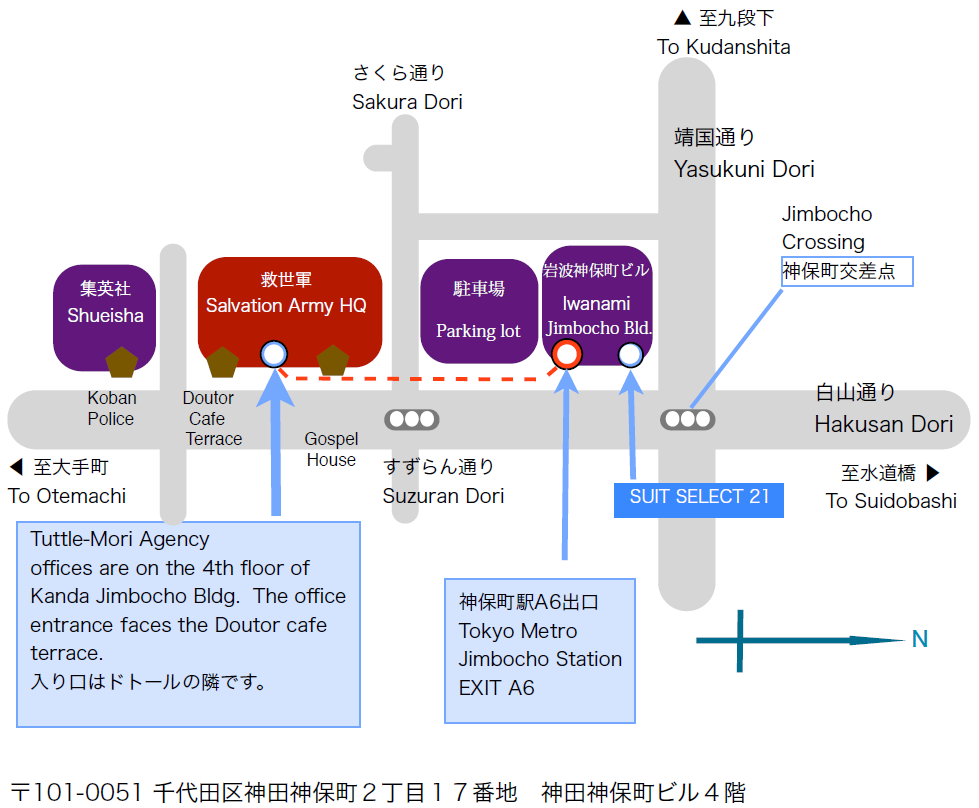 ▲ 至九段下
To Kudanshita
さくら通り
Sakura Dori
靖国通り
Yasukuni Dori
Jimbocho
Crossing
神保町交差点
集英社
Shueisha
救世軍
Salvation Army HQ
駐車場
Parking lot
岩波神保町ビル
Iwanami
Jimbocho Bld.
Koban
Police
Doutor
Cafe
Terrace
Gospel
House
白山通り
Hakusan Dori
◀ 至大手町
To Otemachi
すずらん通り
Suzuran Dori
至水道橋 ▶
To Suidobashi
SUIT SELECT 21
Tuttle-Mori Agency
offices are on the 4th floor of
Kanda Jimbocho Bldg. The office
entrance faces the Doutor cafe
terrace.
入り口はドトールの隣です。
神保町駅A6出口
Tokyo Metro
Jimbocho Station
EXIT A6
N
〒101-0051 千代田区神田神保町２丁目１７番地　神田神保町ビル４階